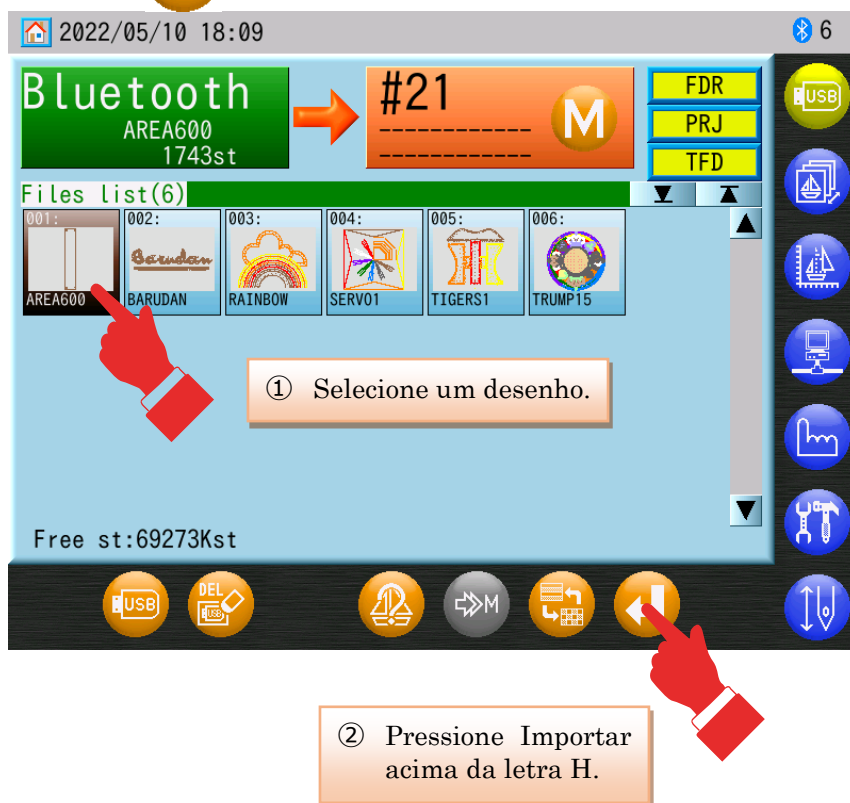 2022/05/10 18:09
6
Bluetooth
AREA600
1743st
#21
------------
------------
M
FDR
PRJ
TFD
USB
Files list(6)
001:
AREA600
002:
Barudan
BARUDAN
003:
RAINBOW
004:
SERVO1
005:
TIGERS1
006:
TRUMP15
① Selecione um desenho.
Free st:69273Kst
USB
DEL
USB
M
② Pressione Importar
acima da letra H.